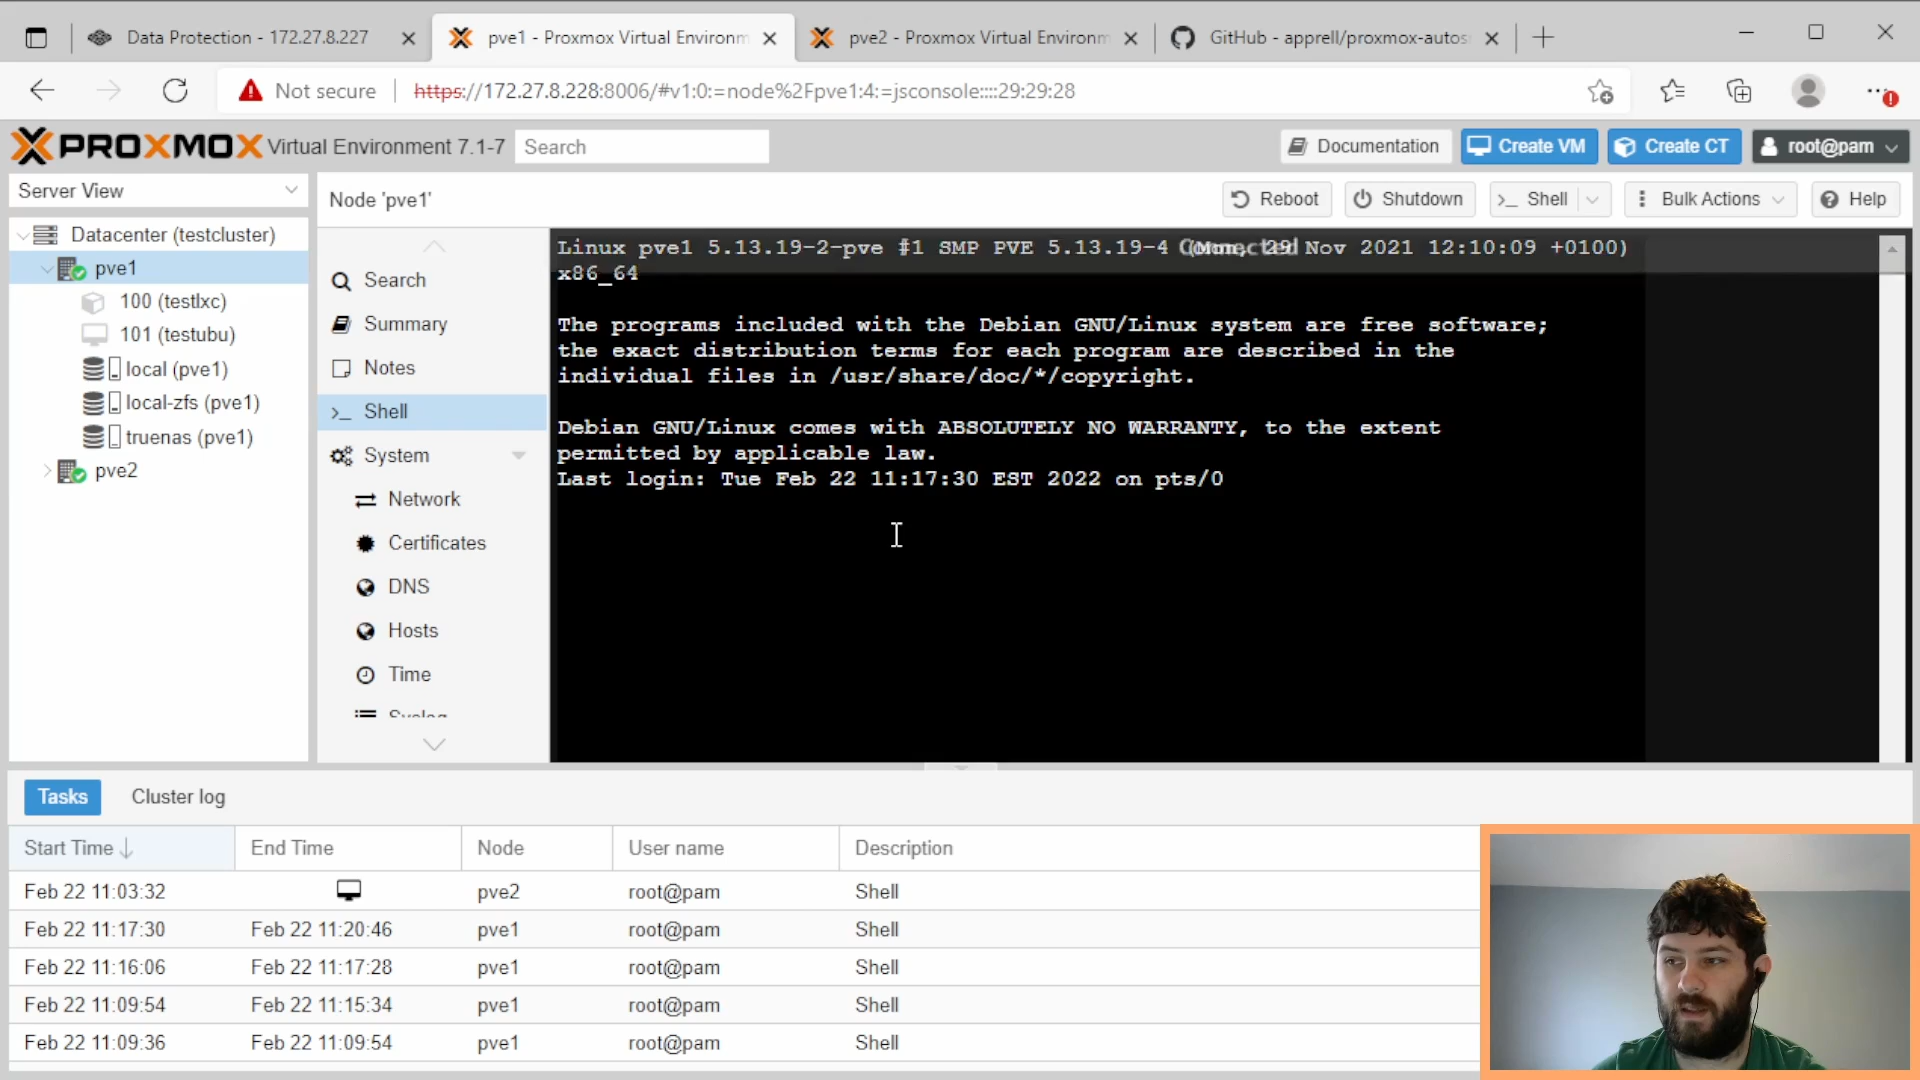 Data Protection - 172.27.8.227
pve1 - Proxmox Virtual Environm
pve2 - Proxmox Virtual Environm
GitHub - apprell/proxmox-autos
Not secure
https://172.27.8.228:8006/#v1:0:=node%2Fpve1:4:=jsconsole::::29:29:28
PROXMOX Virtual Environment 7.1-7
Search
Documentation
Create VM
Create CT
root@pam
Server View
Node 'pve1'
Reboot
Shutdown
>_ Shell
Bulk Actions
Help
Datacenter (testcluster)
pve1
100 (testlxc)
101 (testubu)
local (pve1)
local-zfs (pve1)
truenas (pve1)
pve2
Search
Summary
Notes
>_ Shell
System
Network
Certificates
DNS
Hosts
Time
Syslog
Linux pve1 5.13.19-2-pve #1 SMP PVE 5.13.19-4 (Mon, 29 Nov 2021 12:10:09 +0100)
x86_64
Connected
The programs included with the Debian GNU/Linux system are free software;
the exact distribution terms for each program are described in the
individual files in /usr/share/doc/*/copyright.
Debian GNU/Linux comes with ABSOLUTELY NO WARRANTY, to the extent
permitted by applicable law.
Last login: Tue Feb 22 11:17:30 EST 2022 on pts/0
Tasks
Cluster log
Start Time End Time Node User name Description
Feb 22 11:03:32 pve2 root@pam Shell
Feb 22 11:17:30 Feb 22 11:20:46 pve1 root@pam Shell
Feb 22 11:16:06 Feb 22 11:17:28 pve1 root@pam Shell
Feb 22 11:09:54 Feb 22 11:15:34 pve1 root@pam Shell
Feb 22 11:09:36 Feb 22 11:09:54 pve1 root@pam Shell